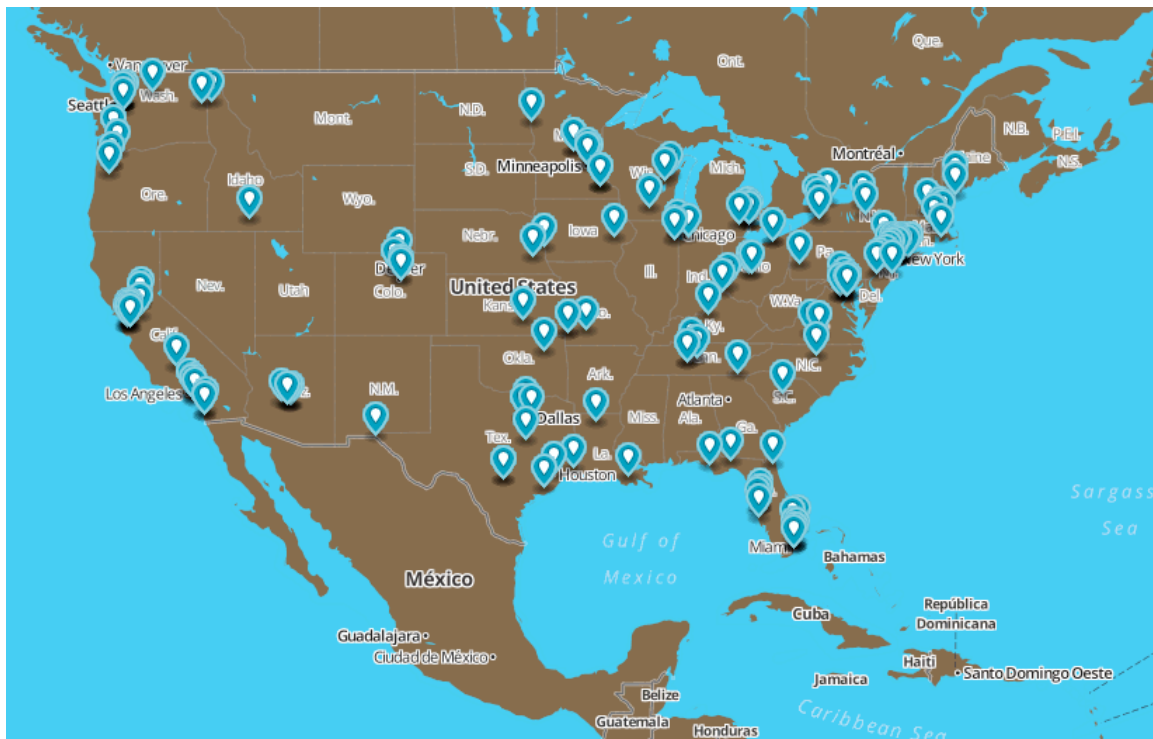 Que.
Ont.
Vancouver
N.B.
P.E.I.
Seattle
Wash.
N.D.
Mont.
N.S.
Montréal
Minneapolis
Mich.
S.D.
Idaho
Ore.
Wyo.
Iowa
Nebr.
Chicago
New York
Pa.
Denver
Nev.
Utah
Colo.
United States
Ill.
Ind.
Del.
W.Va.
Ky.
Okla.
N.C.
Ark.
Los Angeles
N.M.
S.C.
Atlanta
Dallas
Miss.
Ala.
Ga.
Tex.
La.
Houston
Sargass
Sea
Gulf of
Mexico
Miami
Bahamas
México
República
Dominicana
Cuba
Guadalajara
Ciudad de México
Haiti
Santo Domingo Oeste
Jamaica
Belize
Caribbean Sea
Guatemala
Honduras